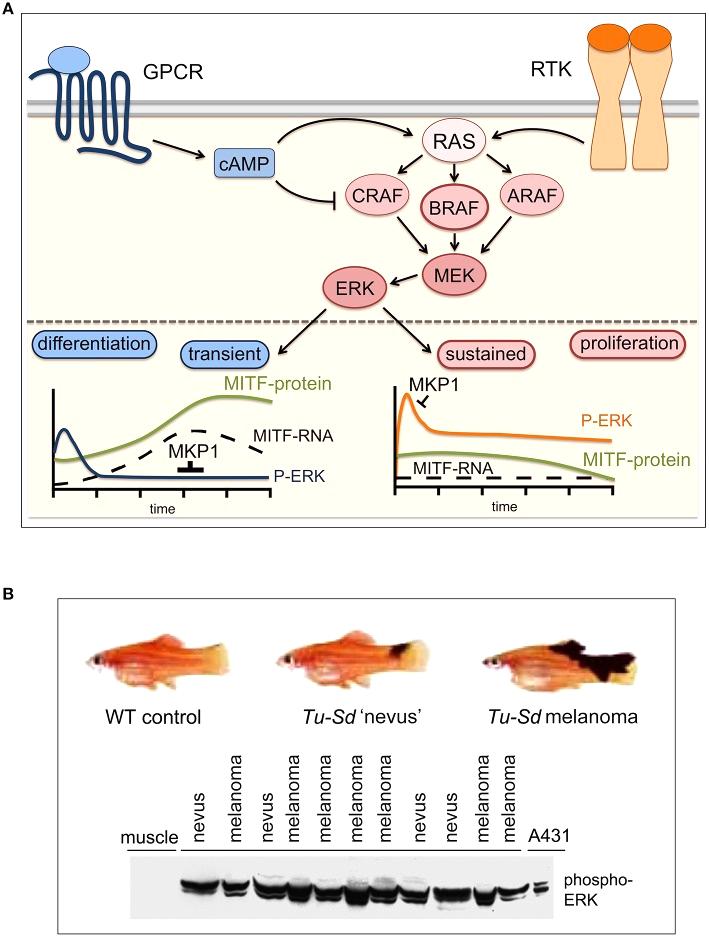 A
GPCR
RTK
RAS
cAMP
CRAF
BRAF
ARAF
MEK
ERK
differentiation
transient
sustained
proliferation
MITF-protein
MKP1
MITF-RNA
MKP1
P-ERK
time
P-ERK
MITF-protein
MITF-RNA
time
B
WT control
Tu-Sd ‘nevus’
Tu-Sd melanoma
muscle
nevus
melanoma
nevus
melanoma
melanoma
melanoma
melanoma
nevus
nevus
melanoma
melanoma
A431
phospho-
ERK